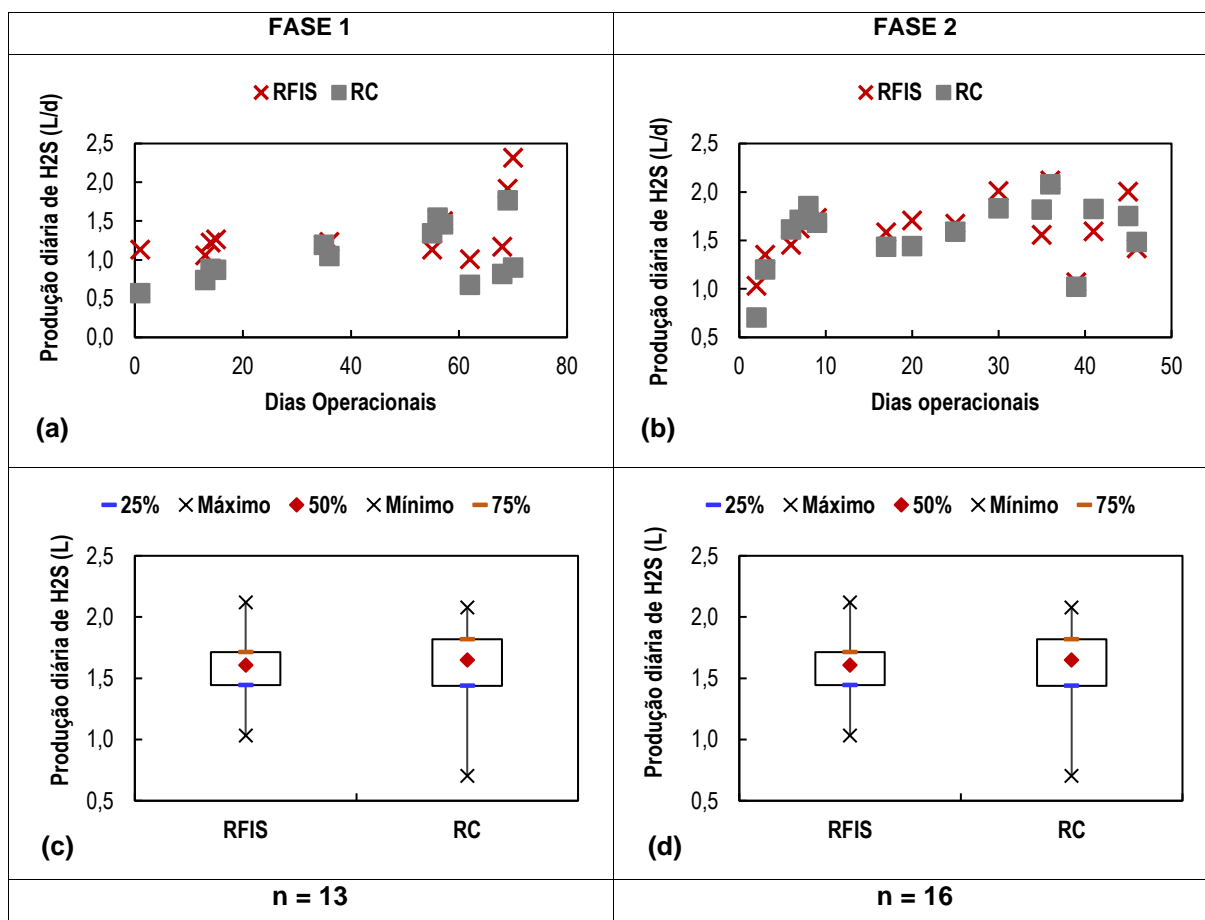 FASE 1
FASE 2
RFIS RC
Produção diária de H2S (L/d)
2,5
2,0
1,5
1,0
0,5
0,0
0 20 40 60 80
Dias Operacionais
(a)
RFIS RC
Produção diária de H2S (L/d)
2,5
2,0
1,5
1,0
0,5
0 10 20 30 40 50
Dias operacionais
(b)
25% Máximo 50% Mínimo 75%
Produção diária de H2S (L)
2,5
2,0
1,5
1,0
0,5
RFIS RC
(c)
25% Máximo 50% Mínimo 75%
Produção diária de H2S (L)
2,5
2,0
1,5
1,0
0,5
RFIS RC
(d)
n = 13
n = 16